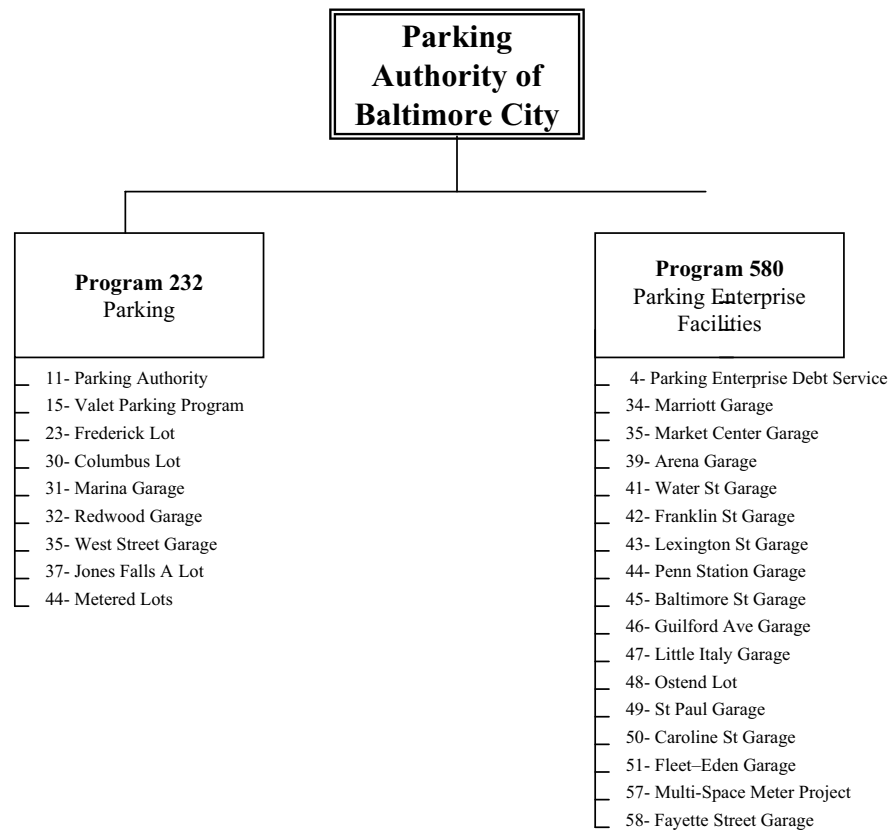 Parking
Authority of
Baltimore City
Program 232
Parking
11- Parking Authority
15- Valet Parking Program
23- Frederick Lot
30- Columbus Lot
31- Marina Garage
32- Redwood Garage
35- West Street Garage
37- Jones Falls A Lot
44- Metered Lots
Program 580
Parking Enterprise
Facilities
4- Parking Enterprise Debt Service
34- Marriott Garage
35- Market Center Garage
39- Arena Garage
41- Water St Garage
42- Franklin St Garage
43- Lexington St Garage
44- Penn Station Garage
45- Baltimore St Garage
46- Guilford Ave Garage
47- Little Italy Garage
48- Ostend Lot
49- St Paul Garage
50- Caroline St Garage
51- Fleet–Eden Garage
57- Multi-Space Meter Project
58- Fayette Street Garage